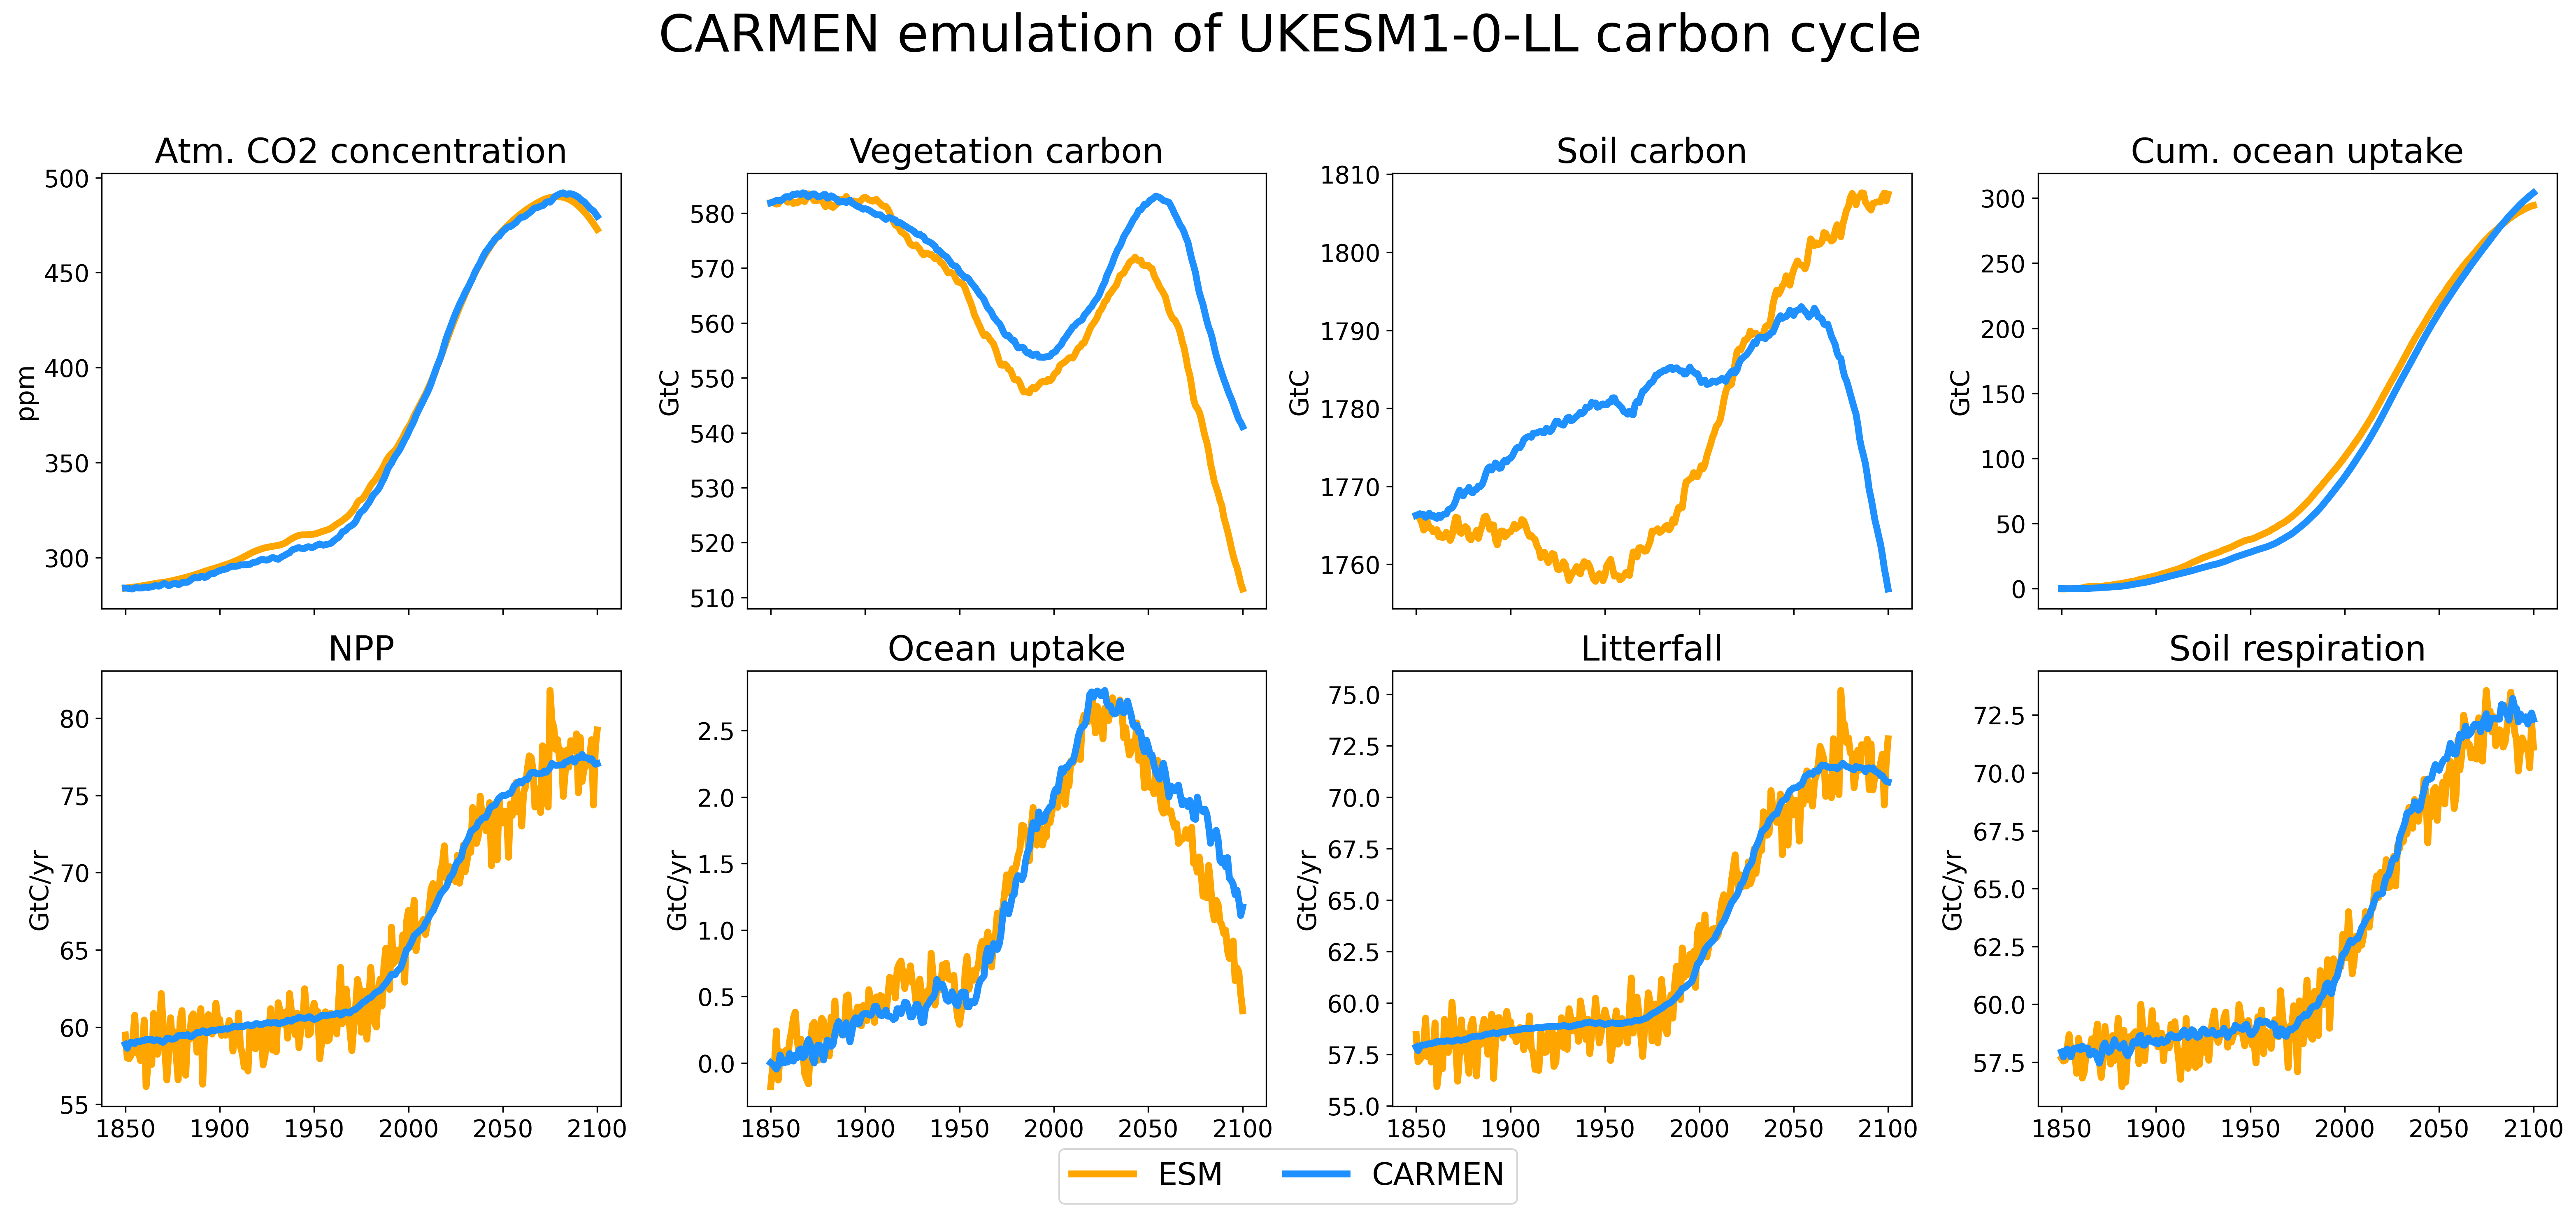 CARMEN emulation of UKESM1-0-LL carbon cycle
Atm. CO2 concentration
Vegetation carbon
Soil carbon
Cum. ocean uptake
500
450
400
350
300
ppm
580
570
560
550
540
530
520
510
GtC
1810
1800
1790
1780
1770
1760
GtC
300
250
200
150
100
50
0
GtC
NPP
Ocean uptake
Litterfall
Soil respiration
80
75
70
65
60
55
GtC/yr
1850 1900 1950 2000 2050 2100
2.5
2.0
1.5
1.0
0.5
0.0
GtC/yr
1850 1900 1950 2000 2050 2100
75.0
72.5
70.0
67.5
65.0
62.5
60.0
57.5
55.0
GtC/yr
1850 1900 1950 2000 2050 2100
72.5
70.0
67.5
65.0
62.5
60.0
57.5
GtC/yr
1850 1900 1950 2000 2050 2100
ESM CARMEN